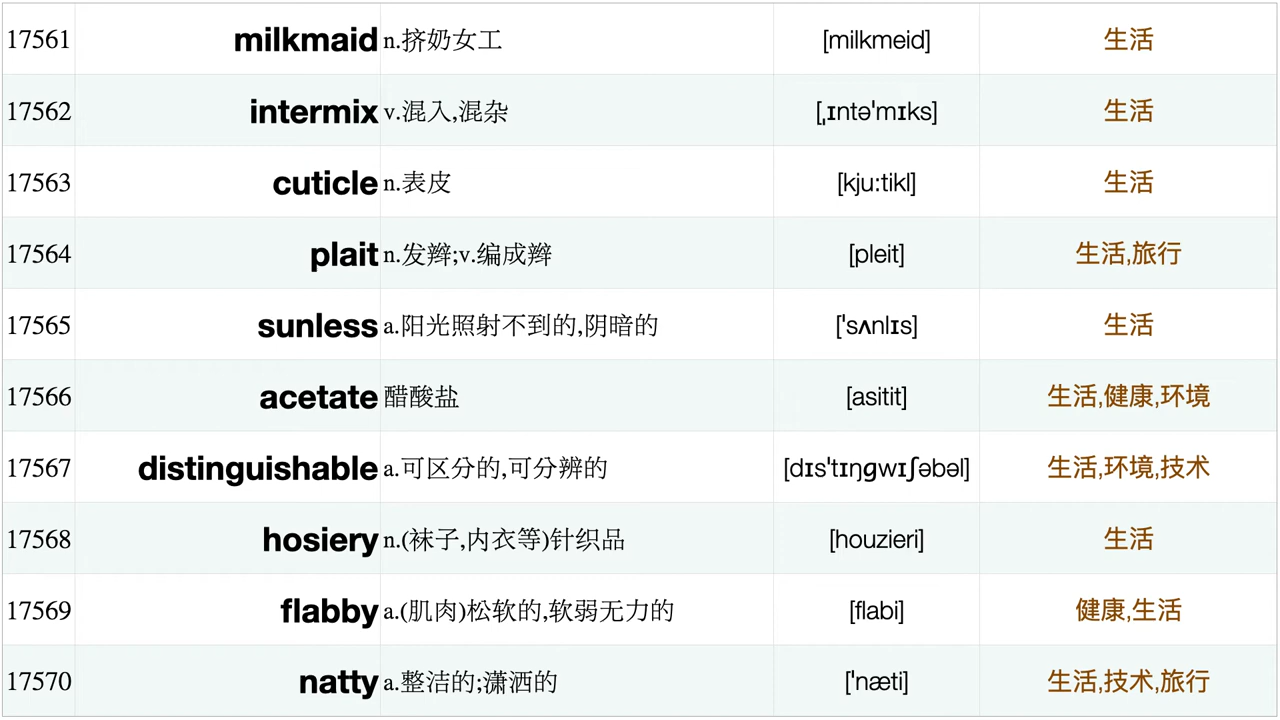 17561 milkmaid n.挤奶女工 [milkmeid] 生活
17562 intermix v.混入,混杂 [ˌɪntə'mɪks] 生活
17563 cuticle n.表皮 [kju:tikl] 生活
17564 plait n.发辫;v.编成辫 [pleit] 生活,旅行
17565 sunless a.阳光照射不到的,阴暗的 ['sʌnlɪs] 生活
17566 acetate 醋酸盐 [asitit] 生活,健康,环境
17567 distinguishable a.可区分的,可分辨的 [dɪs'tɪŋɡwɪʃəbəl] 生活,环境,技术
17568 hosiery n.(袜子,内衣等)针织品 [houzieri] 生活
17569 flabby a.(肌肉)松软的,软弱无力的 [flabi] 健康,生活
17570 natty a.整洁的;潇洒的 ['næti] 生活,技术,旅行